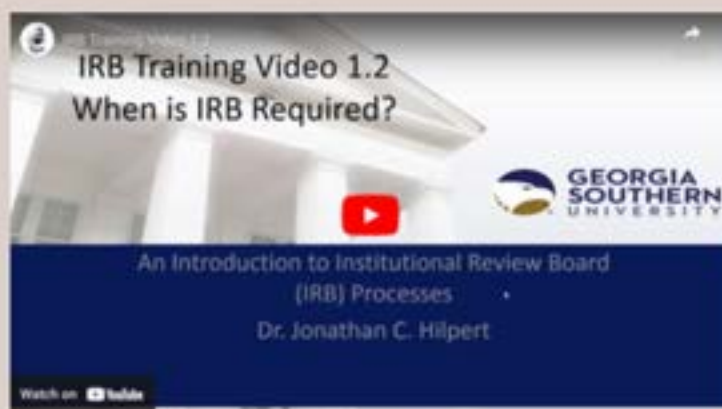 IRB Training Video 1.2
IRB Training Video 1.2
When is IRB Required?
GEORGIA
SOUTHERN
UNIVERSITY
An Introduction to Institutional Review Board
(IRB) Processes
Dr. Jonathan C. Hilpert
Watch on YouTube